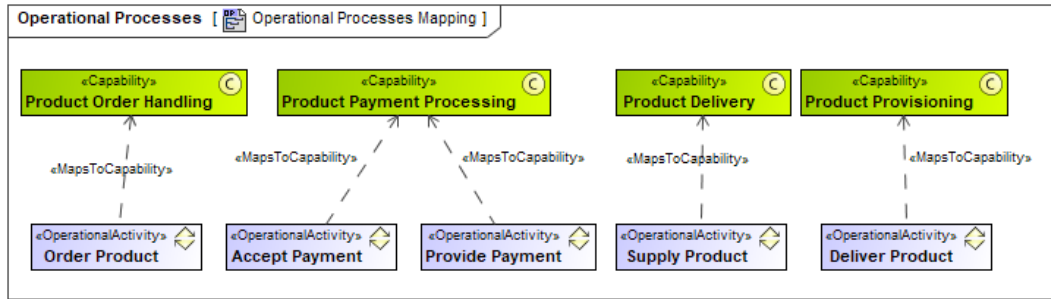 Operational Processes [ OP Operational Processes Mapping ]
«Capability» C
Product Order Handling
«Capability» C
Product Payment Processing
«Capability» C
Product Delivery
«Capability» C
Product Provisioning
«MapsToCapability»
«MapsToCapability»
«MapsToCapability»
«MapsToCapability»
«MapsToCapability»
«OperationalActivity»
Order Product
«OperationalActivity»
Accept Payment
«OperationalActivity»
Provide Payment
«OperationalActivity»
Supply Product
«OperationalActivity»
Deliver Product